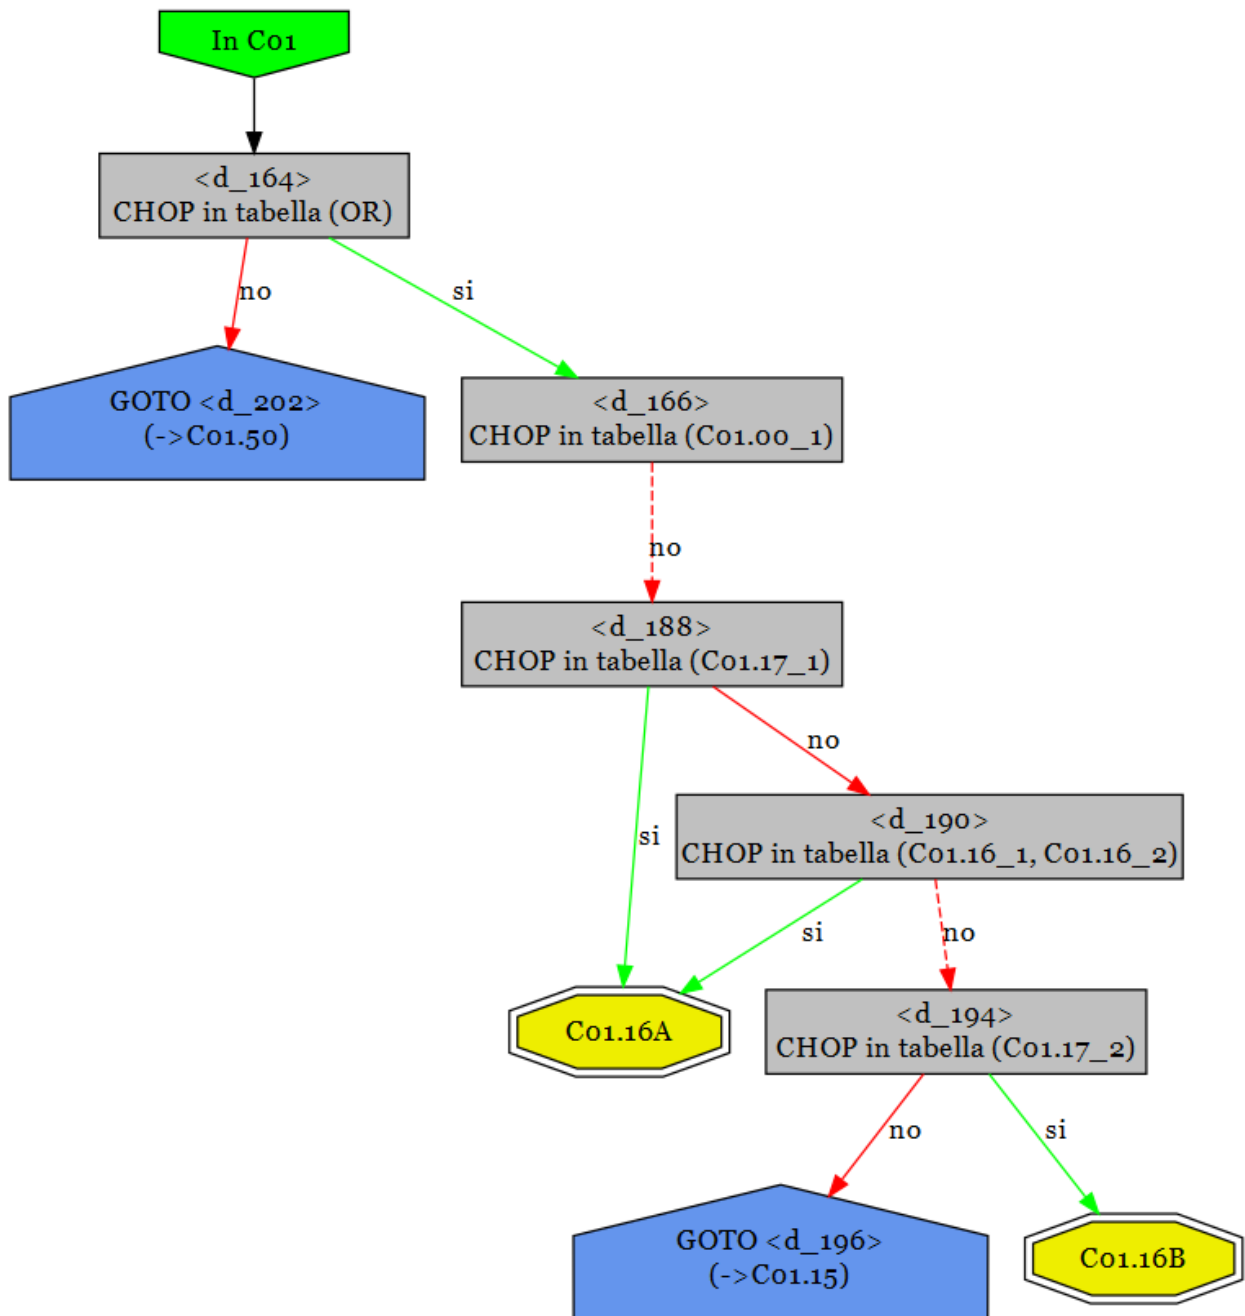 In C01
<d_164>
CHOP in tabella (OR)
no
si
GOTO <d_202>
(->C01.50)
<d_166>
CHOP in tabella (C01.00_1)
no
<d_188>
CHOP in tabella (C01.17_1)
no
si
<d_190>
CHOP in tabella (C01.16_1, C01.16_2)
si
no
C01.16A
<d_194>
CHOP in tabella (C01.17_2)
no
si
GOTO <d_196>
(->C01.15)
C01.16B